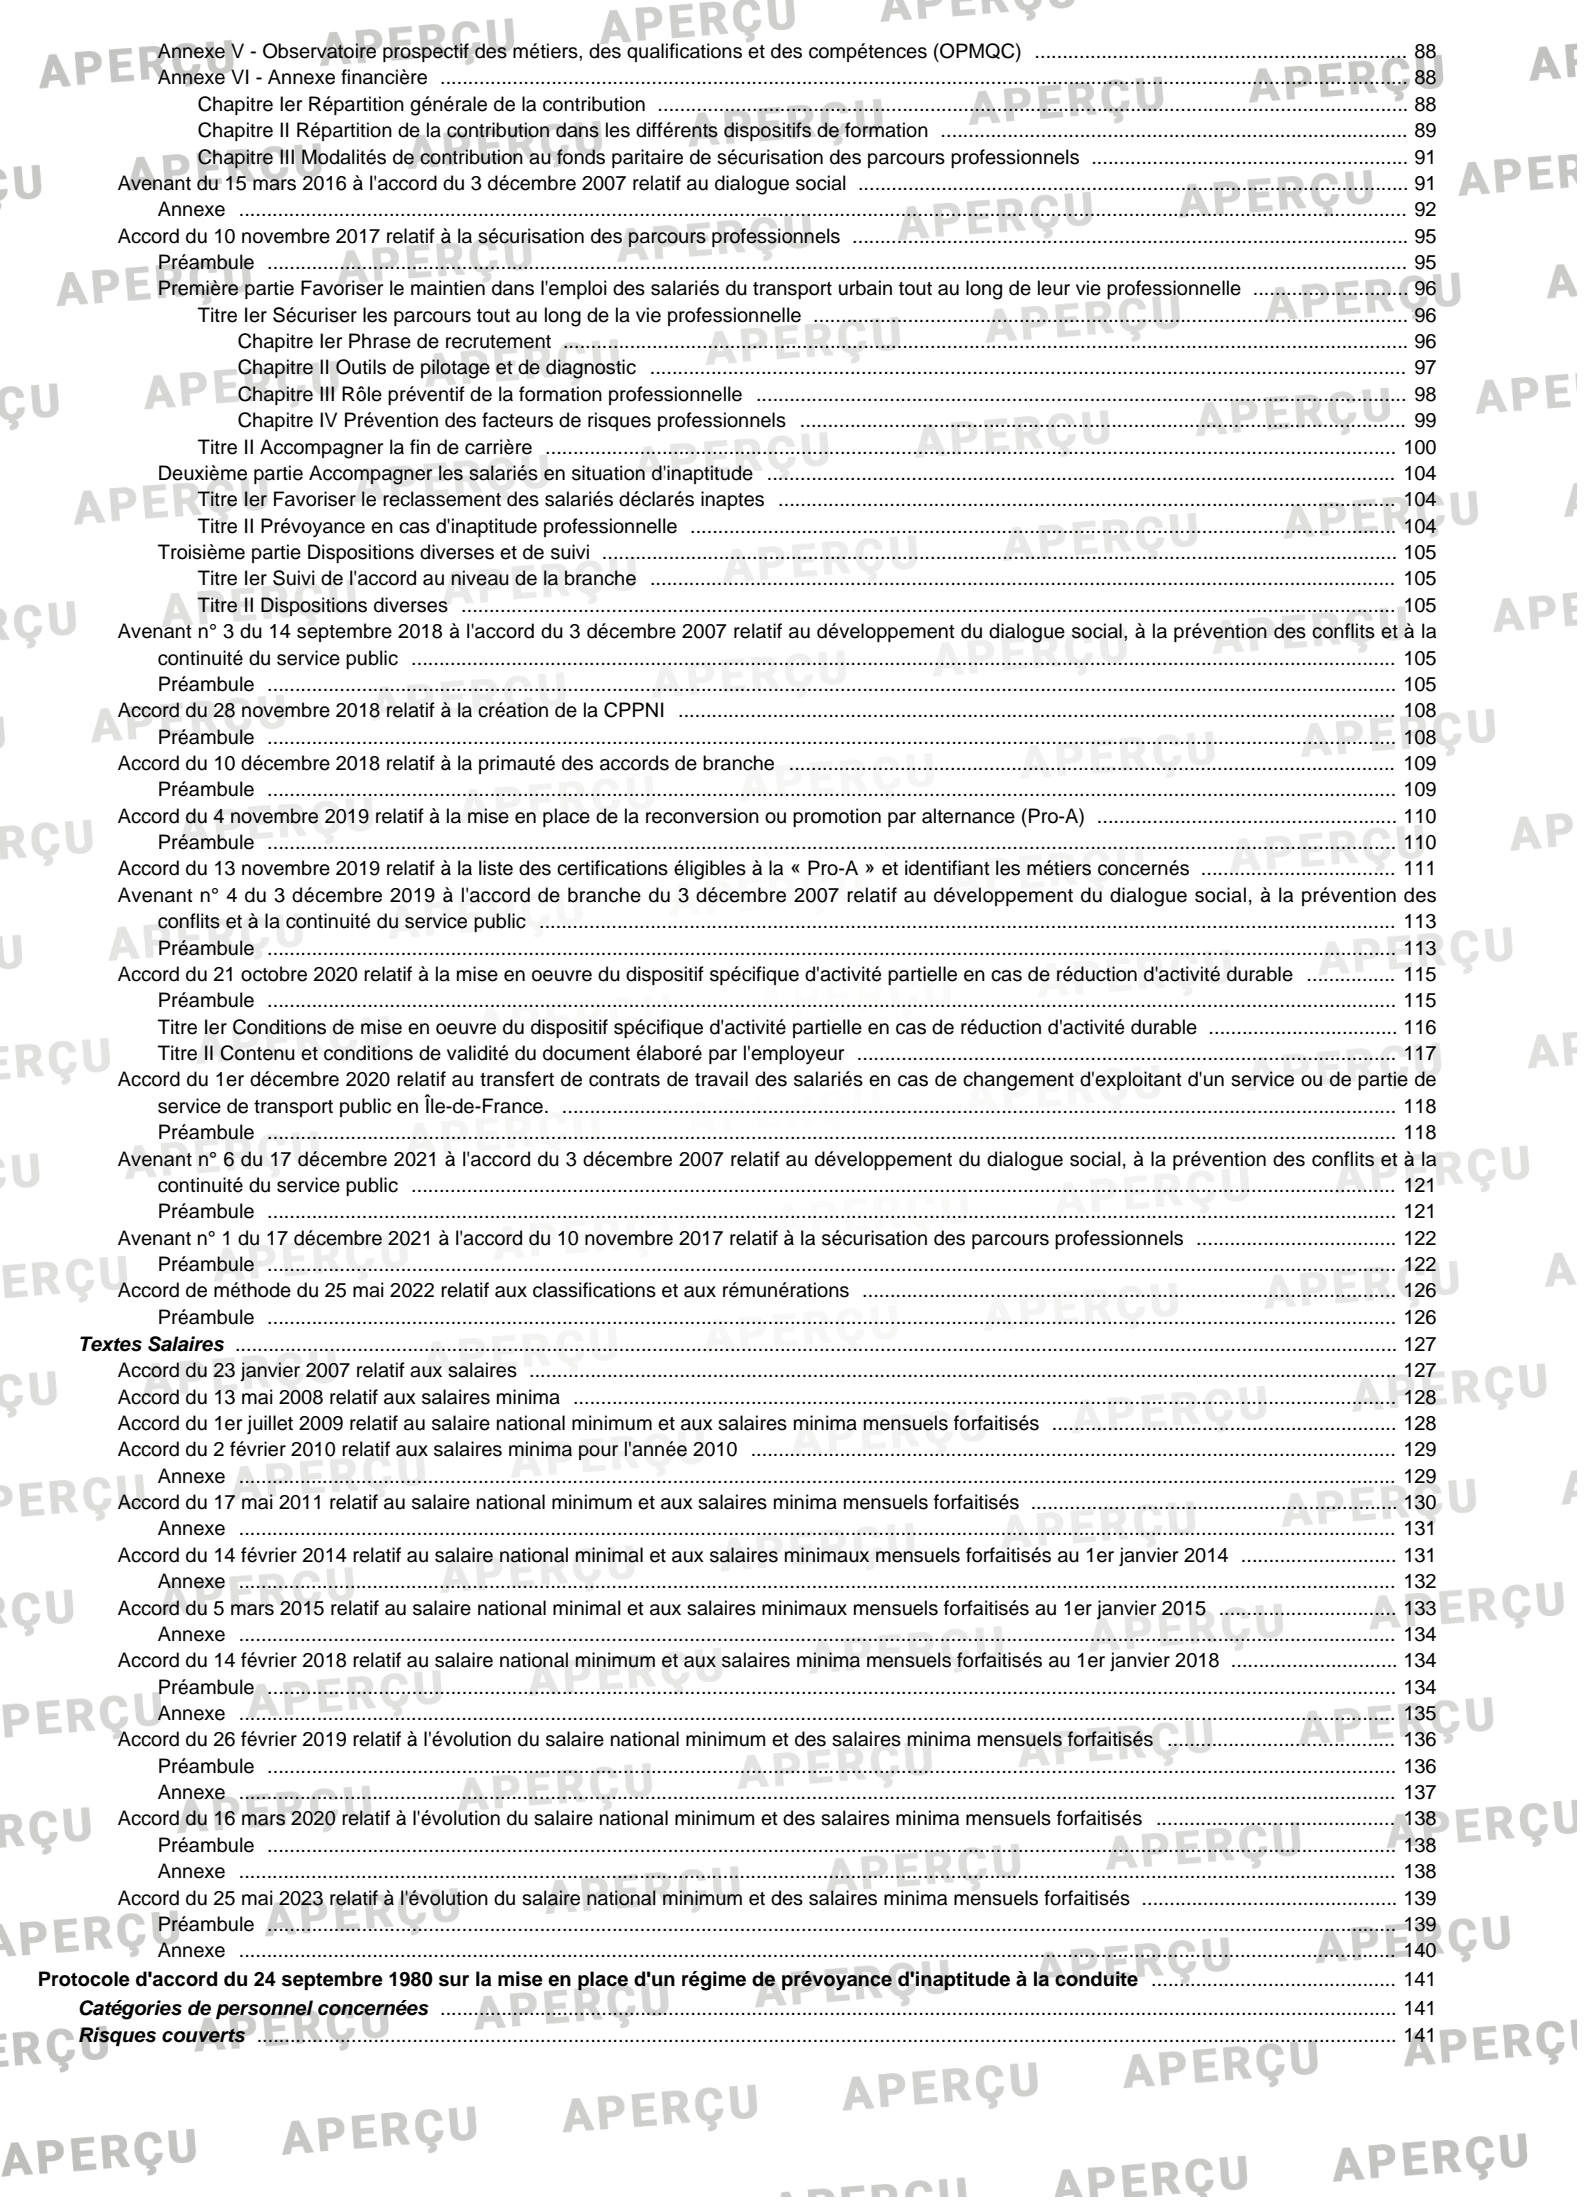 Annexe V - Observatoire prospectif des métiers, des qualifications et des compétences (OPMQC) 88
Annexe VI - Annexe financière 88
Chapitre Ier Répartition générale de la contribution 88
Chapitre II Répartition de la contribution dans les différents dispositifs de formation 89
Chapitre III Modalités de contribution au fonds paritaire de sécurisation des parcours professionnels 91
Avenant du 15 mars 2016 à l'accord du 3 décembre 2007 relatif au dialogue social 91
Annexe 92
Accord du 10 novembre 2017 relatif à la sécurisation des parcours professionnels 95
Préambule 95
Première partie Favoriser le maintien dans l'emploi des salariés du transport urbain tout au long de leur vie professionnelle 96
Titre Ier Sécuriser les parcours tout au long de la vie professionnelle 96
Chapitre Ier Phrase de recrutement 96
Chapitre II Outils de pilotage et de diagnostic 97
Chapitre III Rôle préventif de la formation professionnelle 98
Chapitre IV Prévention des facteurs de risques professionnels 99
Titre II Accompagner la fin de carrière 100
Deuxième partie Accompagner les salariés en situation d'inaptitude 104
Titre Ier Favoriser le reclassement des salariés déclarés inaptes 104
Titre II Prévoyance en cas d'inaptitude professionnelle 104
Troisième partie Dispositions diverses et de suivi 105
Titre Ier Suivi de l'accord au niveau de la branche 105
Titre II Dispositions diverses 105
Avenant n° 3 du 14 septembre 2018 à l'accord du 3 décembre 2007 relatif au développement du dialogue social, à la prévention des conflits et à la
continuité du service public 105
Préambule 105
Accord du 28 novembre 2018 relatif à la création de la CPPNI 108
Préambule 108
Accord du 10 décembre 2018 relatif à la primauté des accords de branche 109
Préambule 109
Accord du 4 novembre 2019 relatif à la mise en place de la reconversion ou promotion par alternance (Pro-A) 110
Préambule 110
Accord du 13 novembre 2019 relatif à la liste des certifications éligibles à la « Pro-A » et identifiant les métiers concernés 111
Avenant n° 4 du 3 décembre 2019 à l'accord de branche du 3 décembre 2007 relatif au développement du dialogue social, à la prévention des
conflits et à la continuité du service public 113
Préambule 113
Accord du 21 octobre 2020 relatif à la mise en oeuvre du dispositif spécifique d'activité partielle en cas de réduction d'activité durable 115
Préambule 115
Titre Ier Conditions de mise en oeuvre du dispositif spécifique d'activité partielle en cas de réduction d'activité durable 116
Titre II Contenu et conditions de validité du document élaboré par l'employeur 117
Accord du 1er décembre 2020 relatif au transfert de contrats de travail des salariés en cas de changement d'exploitant d'un service ou de partie de
service de transport public en Île-de-France. 118
Préambule 118
Avenant n° 6 du 17 décembre 2021 à l'accord du 3 décembre 2007 relatif au développement du dialogue social, à la prévention des conflits et à la
continuité du service public 121
Préambule 121
Avenant n° 1 du 17 décembre 2021 à l'accord du 10 novembre 2017 relatif à la sécurisation des parcours professionnels 122
Préambule 122
Accord de méthode du 25 mai 2022 relatif aux classifications et aux rémunérations 126
Préambule 126
Textes Salaires 127
Accord du 23 janvier 2007 relatif aux salaires 127
Accord du 13 mai 2008 relatif aux salaires minima 128
Accord du 1er juillet 2009 relatif au salaire national minimum et aux salaires minima mensuels forfaitisés 128
Accord du 2 février 2010 relatif aux salaires minima pour l'année 2010 129
Annexe 129
Accord du 17 mai 2011 relatif au salaire national minimum et aux salaires minima mensuels forfaitisés 130
Annexe 131
Accord du 14 février 2014 relatif au salaire national minimal et aux salaires minimaux mensuels forfaitisés au 1er janvier 2014 131
Annexe 132
Accord du 5 mars 2015 relatif au salaire national minimal et aux salaires minimaux mensuels forfaitisés au 1er janvier 2015 133
Annexe 134
Accord du 14 février 2018 relatif au salaire national minimum et aux salaires minima mensuels forfaitisés au 1er janvier 2018 134
Préambule 134
Annexe 135
Accord du 26 février 2019 relatif à l'évolution du salaire national minimum et des salaires minima mensuels forfaitisés 136
Préambule 136
Annexe 137
Accord du 16 mars 2020 relatif à l'évolution du salaire national minimum et des salaires minima mensuels forfaitisés 138
Préambule 138
Annexe 138
Accord du 25 mai 2023 relatif à l'évolution du salaire national minimum et des salaires minima mensuels forfaitisés 139
Préambule 139
Annexe 140
Protocole d'accord du 24 septembre 1980 sur la mise en place d'un régime de prévoyance d'inaptitude à la conduite 141
Catégories de personnel concernées 141
Risques couverts 141
APERÇU